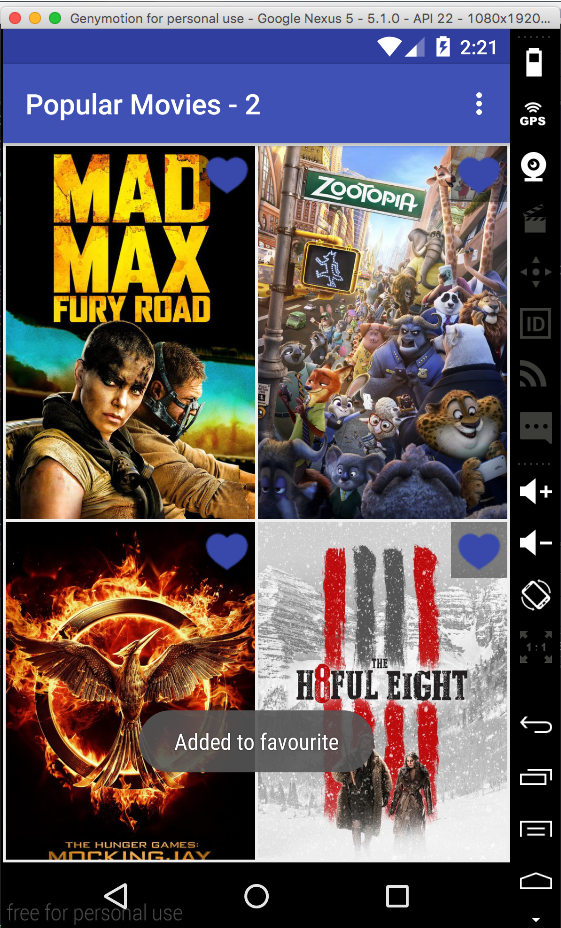 Genymotion for personal use - Google Nexus 5 - 5.1.0 - API 22 - 1080x1920...
2:21
Popular Movies - 2
GPS
ID
1:1
MAD
MAX
FURY ROAD
ZOOTOPIA
THE
H8FUL EIGHT
Added to favourite
THE HUNGER GAMES:
MOCKINGJAY
free for personal use